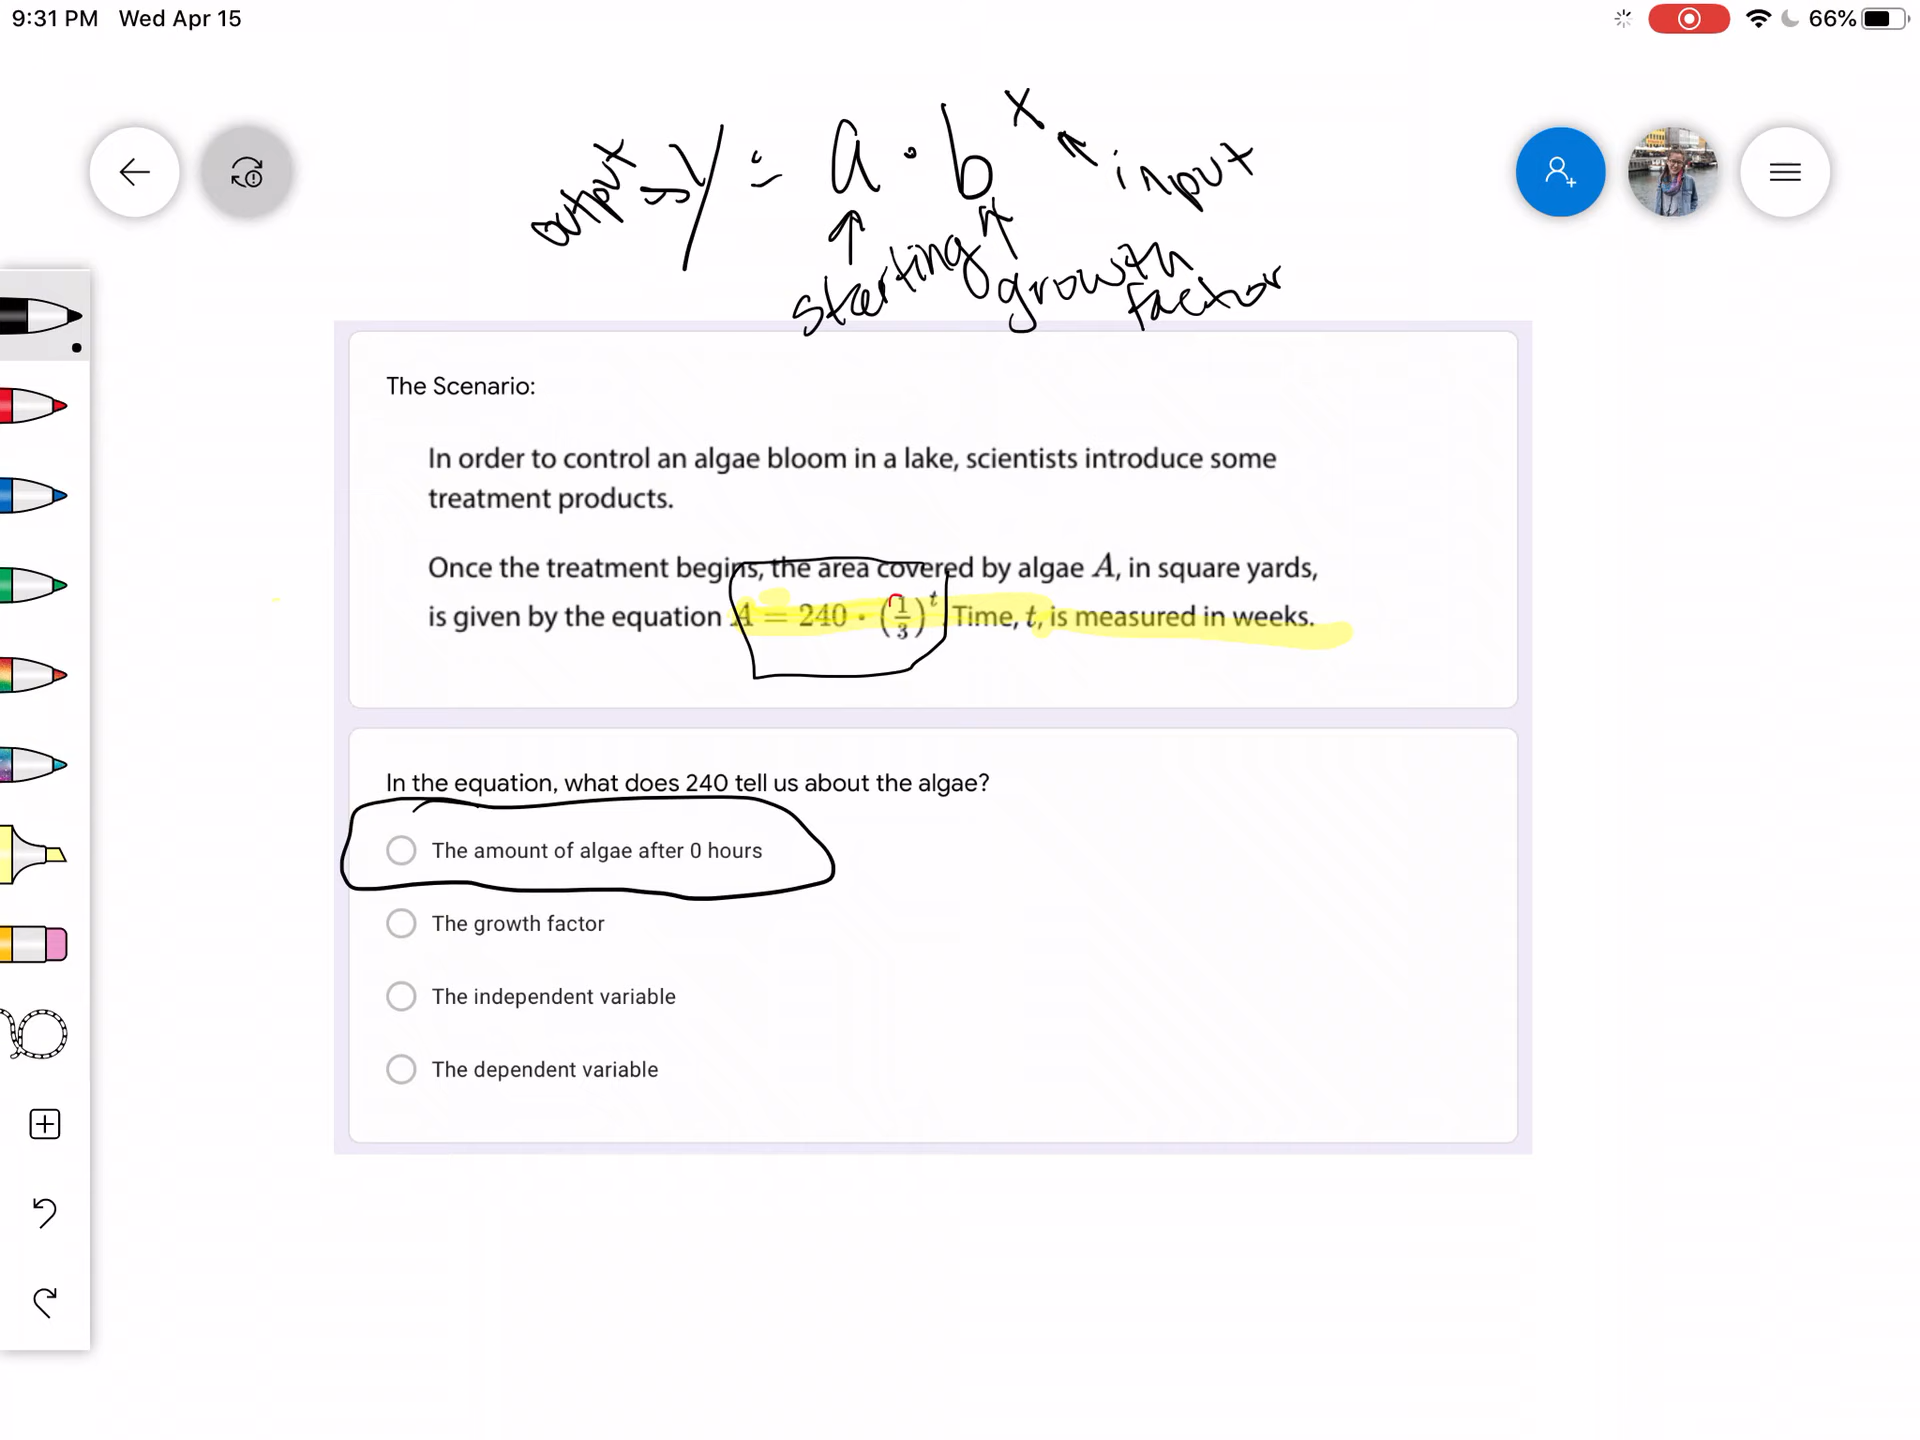 9:31 PM Wed Apr 15
66%
y = a · b x
output
input
starting
growth
factor
The Scenario:
In order to control an algae bloom in a lake, scientists introduce some
treatment products.
Once the treatment begins, the area covered by algae A, in square yards,
is given by the equation A = 240 · (1/3)^t Time, t, is measured in weeks.
In the equation, what does 240 tell us about the algae?
The amount of algae after 0 hours
The growth factor
The independent variable
The dependent variable